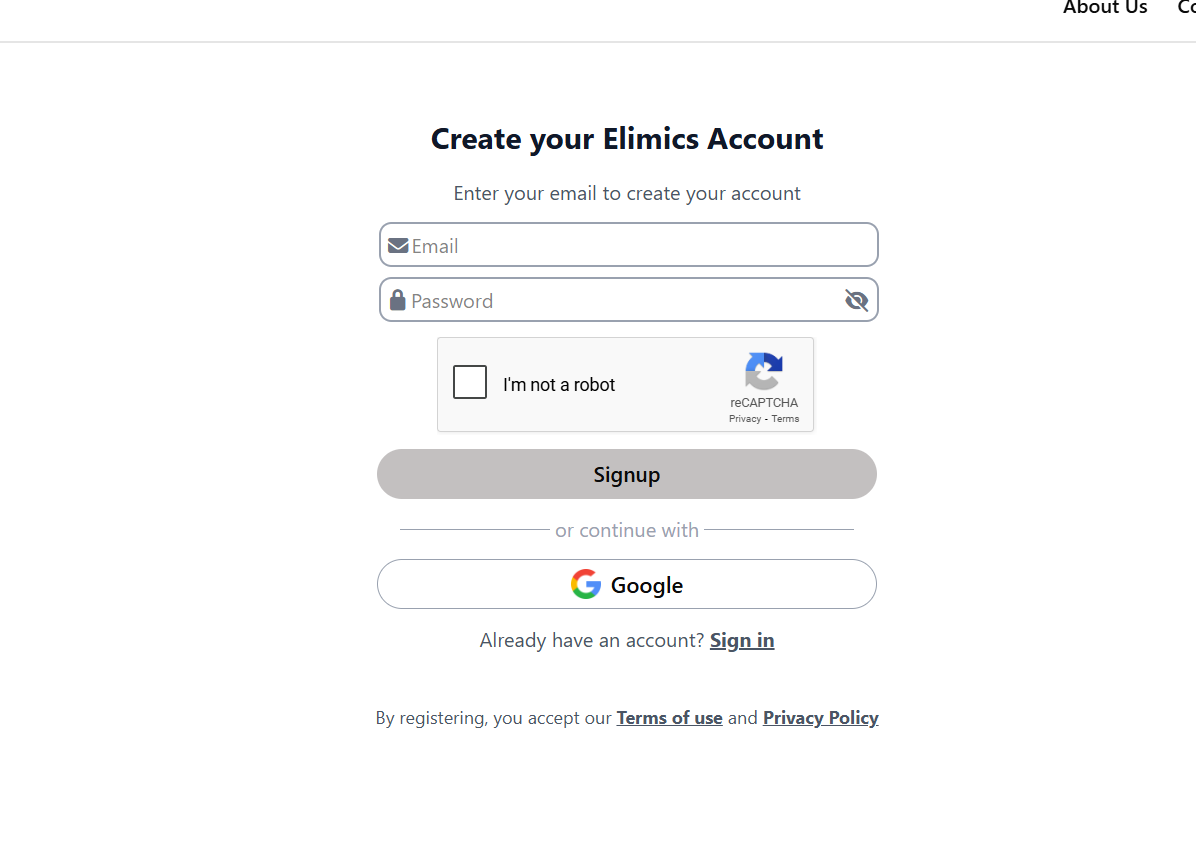 About Us
Create your Elimics Account
Enter your email to create your account
Email
Password
I'm not a robot
reCAPTCHA
Privacy - Terms
Signup
or continue with
Google
Already have an account? Sign in
By registering, you accept our Terms of use and Privacy Policy